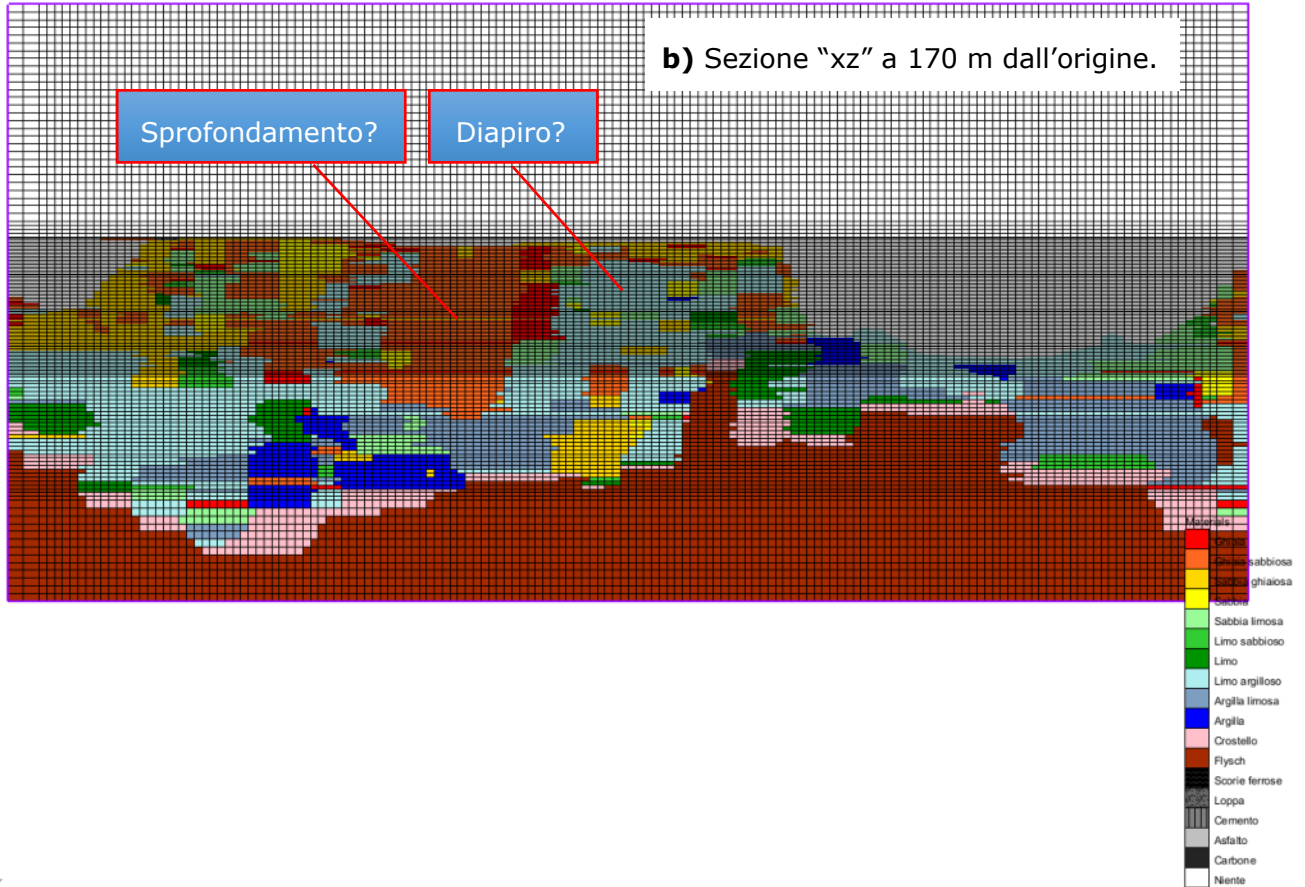 b) Sezione “xz” a 170 m dall’origine.
Sprofondamento?
Diapiro?
Materials
Ghiaia
Ghiaia sabbiosa
Sabbia ghiaiosa
Sabbia
Sabbia limosa
Limo sabbioso
Limo
Limo argilloso
Argilla limosa
Argilla
Crostello
Flysch
Scorie ferrose
Loppa
Cemento
Asfalto
Carbone
Niente